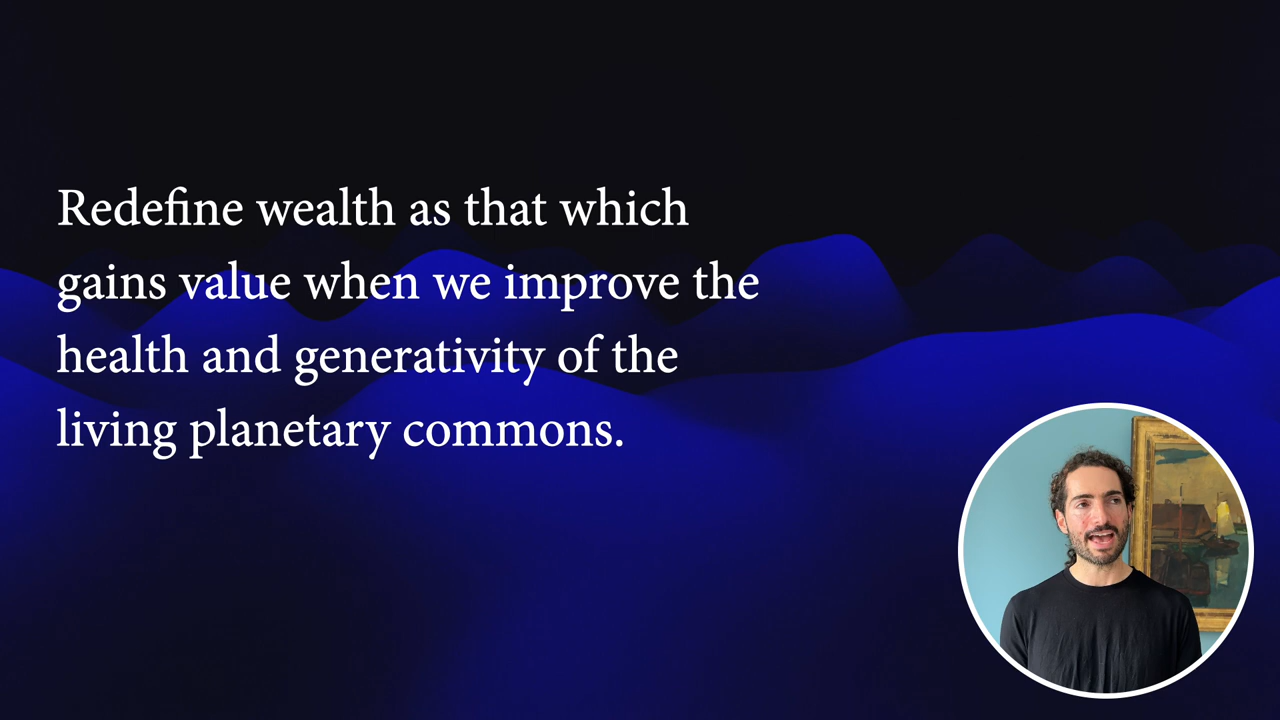 Redefine wealth as that which
gains value when we improve the
health and generativity of the
living planetary commons.